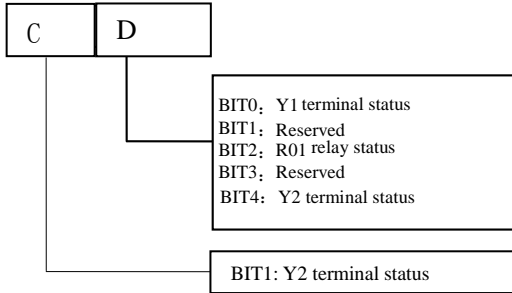 C D
BIT0：Y1 terminal status
BIT1：Reserved
BIT2：R01 relay status
BIT3：Reserved
BIT4：Y2 terminal status
BIT1: Y2 terminal status